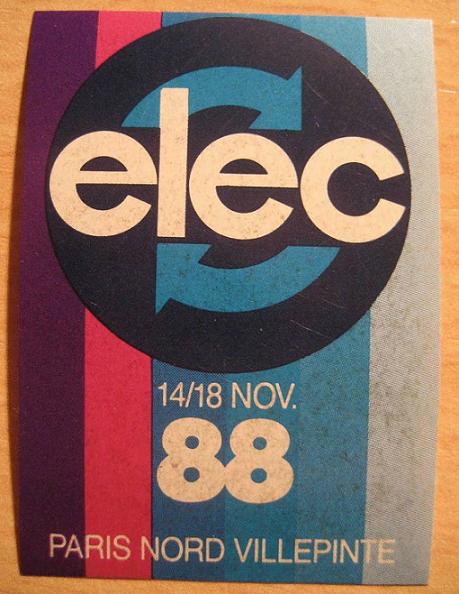 elec
14/18 NOV.
88
PARIS NORD VILLEPINTE